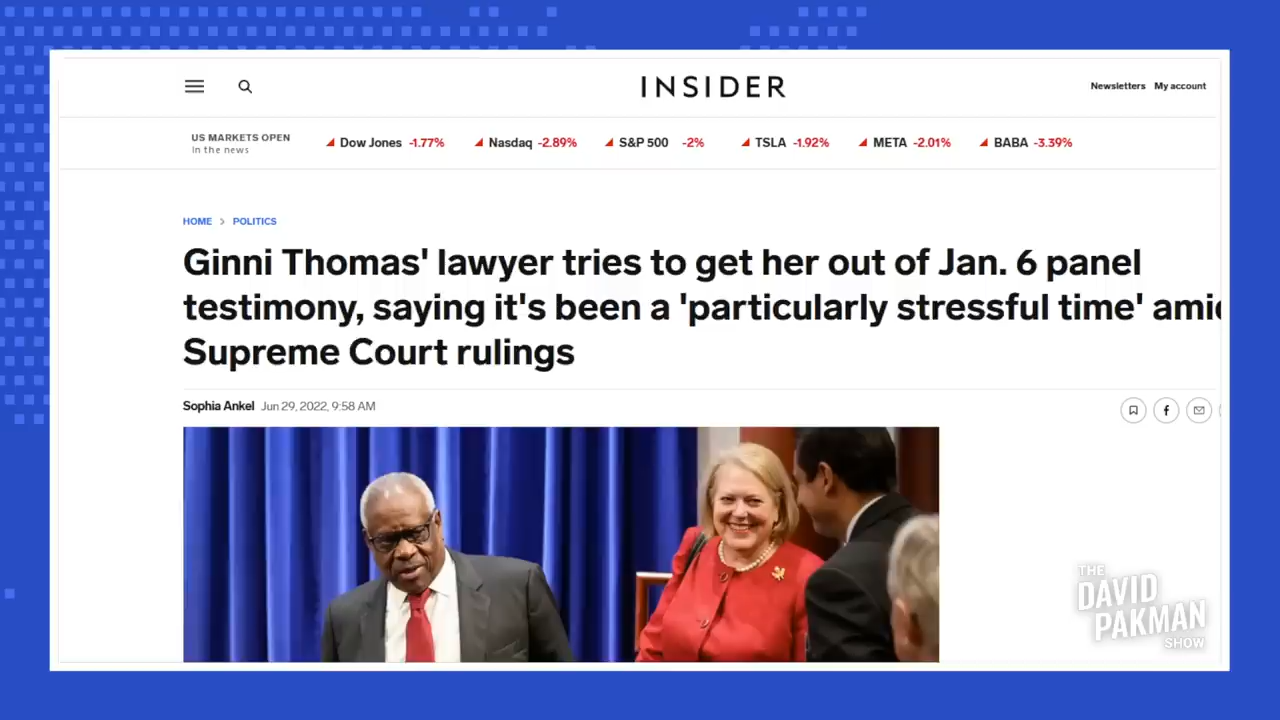 INSIDER
Newsletters My account
US MARKETS OPEN
In the news
Dow Jones -1.77% Nasdaq -2.89% S&P 500 -2% TSLA -1.92% META -2.01% BABA -3.39%
HOME > POLITICS
Ginni Thomas' lawyer tries to get her out of Jan. 6 panel
testimony, saying it's been a 'particularly stressful time'
Supreme Court rulings
Sophia Ankel Jun 29, 2022, 9:58 AM
THE
DAVID
PAKMAN
SHOW